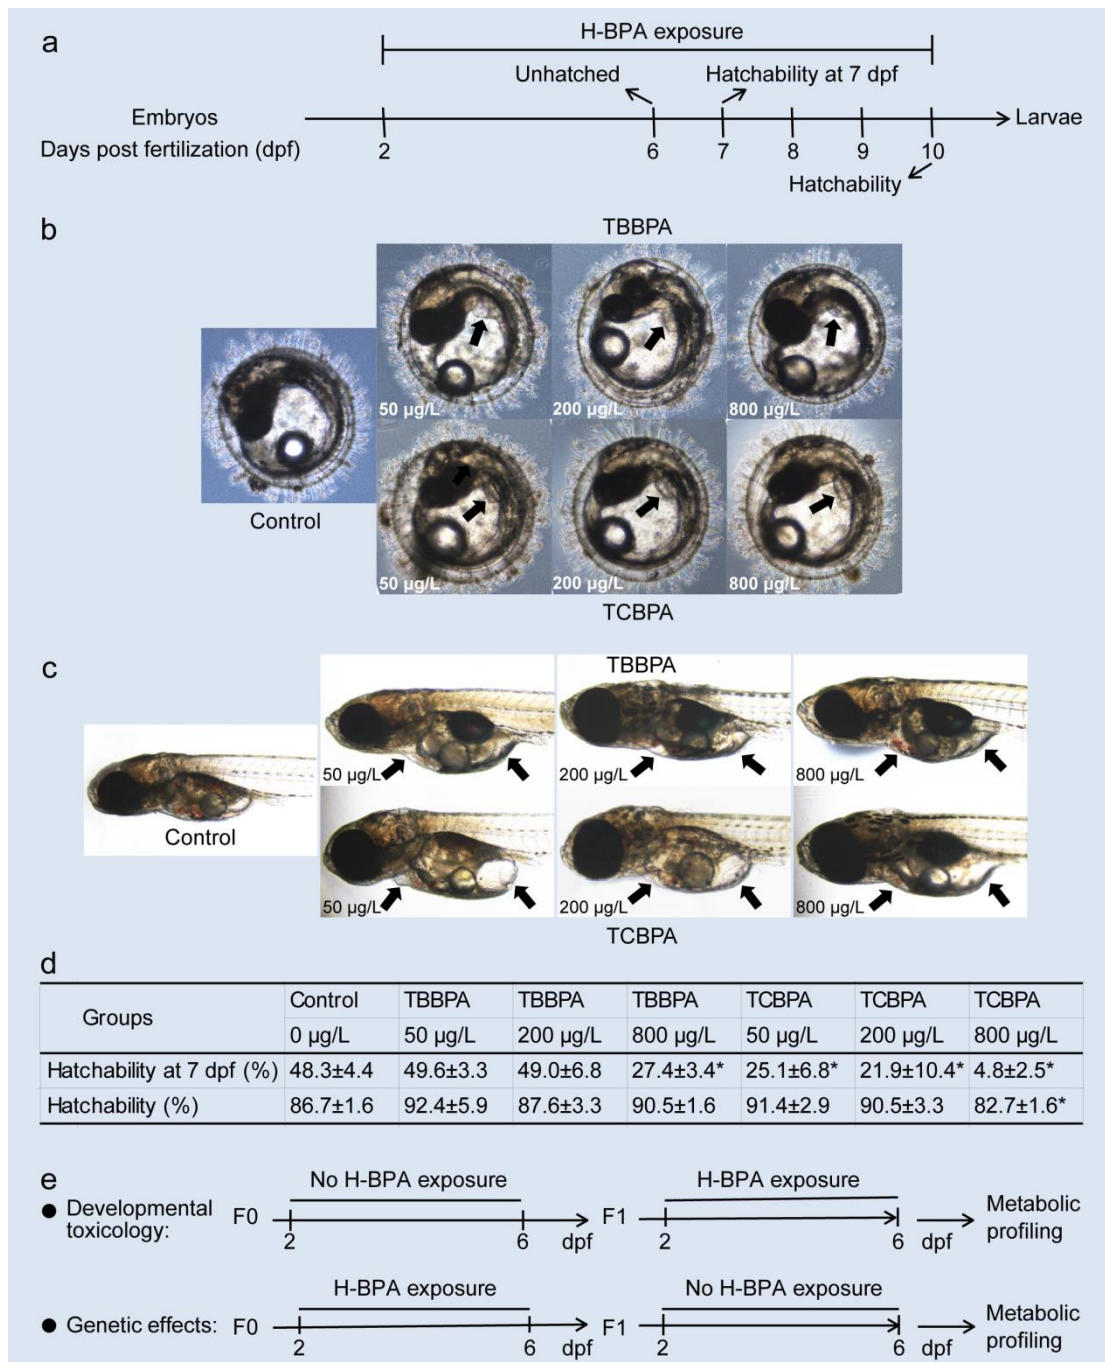 a
H-BPA exposure
Unhatched
Hatchability at 7 dpf
Embryos
Larvae
Days post fertilization (dpf)
2
6
7
8
9
10
Hatchability
b
TBBPA
50 µg/L
200 µg/L
800 µg/L
Control
50 µg/L
200 µg/L
800 µg/L
TCBPA
c
TBBPA
50 µg/L
200 µg/L
800 µg/L
Control
50 µg/L
200 µg/L
800 µg/L
TCBPA
d
Groups Control TBBPA TBBPA TBBPA TCBPA TCBPA TCBPA
0 µg/L 50 µg/L 200 µg/L 800 µg/L 50 µg/L 200 µg/L 800 µg/L
Hatchability at 7 dpf (%) 48.3±4.4 49.6±3.3 49.0±6.8 27.4±3.4* 25.1±6.8* 21.9±10.4* 4.8±2.5*
Hatchability (%) 86.7±1.6 92.4±5.9 87.6±3.3 90.5±1.6 91.4±2.9 90.5±3.3 82.7±1.6*
e
No H-BPA exposure
H-BPA exposure
● Developmental
toxicology:
F0
2
6
dpf
F1
2
6
dpf
Metabolic
profiling
H-BPA exposure
No H-BPA exposure
● Genetic effects:
F0
2
6
dpf
F1
2
6
dpf
Metabolic
profiling